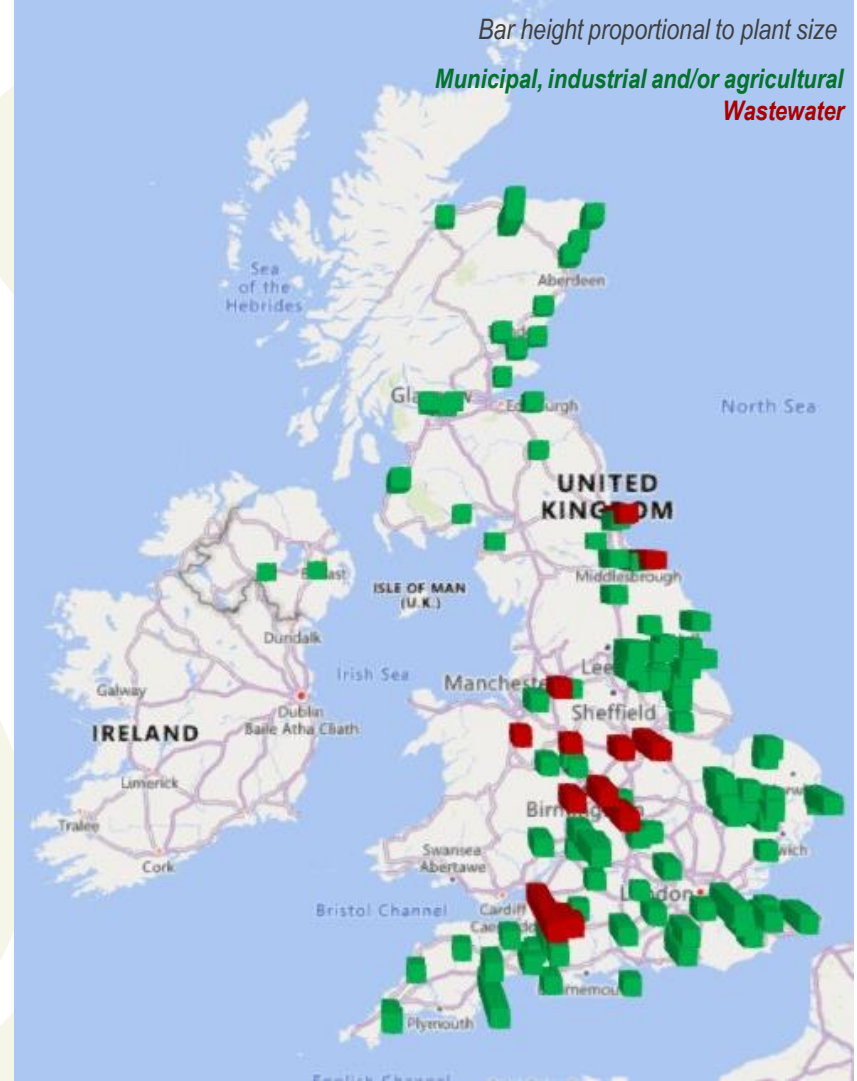 Bar height proportional to plant size
Municipal, industrial and/or agricultural
Wastewater
Sea
of the
Hebrides
Aberdeen
North Sea
UNITED
ISLE OF MAN
(U.K.)
Middlesbrough
Dundalk
Irish Sea
Galway
Dublin
Baile Átha Cliath
IRELAND
Sheffield
Limerick
Tralee
Cork
Swansea
Abertawe
Bristol Channel
Cardiff
Plymouth
English Channel